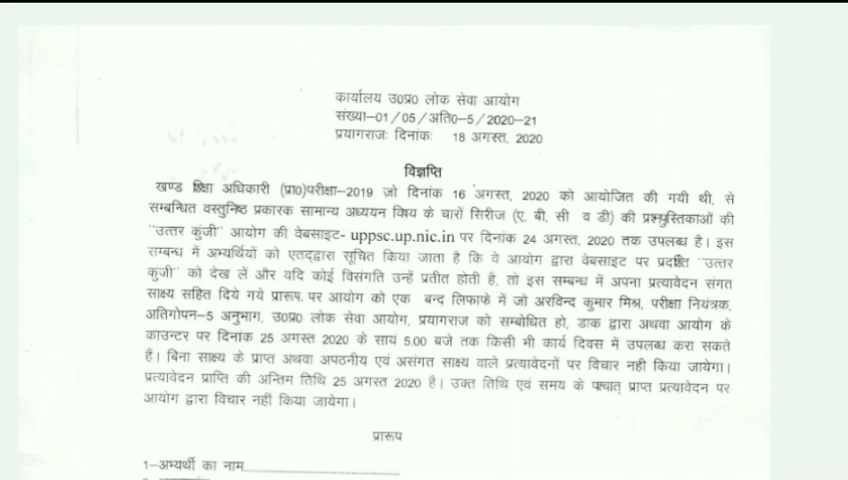 कार्यालय उ0प्र0 लोक सेवा आयोग
संख्या–01/05/अति0–5/2020–21
प्रयागराजः दिनांकः 18 अगस्त, 2020
विज्ञप्ति
खण्ड शिक्षा अधिकारी (प्रा0)परीक्षा–2019 जो दिनांक 16 अगस्त, 2020 को आयोजित की गयी थी, से
सम्बन्धित वस्तुनिष्ठ प्रकारक सामान्य अध्ययन विषय के चारों सिरीज (ए, बी, सी व डी) की प्रश्नपुस्तिकाओं की
"उत्तर कुंजी" आयोग की वेबसाइट- uppsc.up.nic.in पर दिनांक 24 अगस्त, 2020 तक उपलब्ध है। इस
सम्बन्ध में अभ्यर्थियों को एतद्द्वारा सूचित किया जाता है कि वे आयोग द्वारा वेबसाइट पर प्रदर्शित "उत्तर
कुंजी" को देख लें और यदि कोई विसंगति उन्हें प्रतीत होती है, तो इस सम्बन्ध में अपना प्रत्यावेदन संगत
साक्ष्य सहित दिये गये प्रारूप पर आयोग को एक बन्द लिफाफे में जो अरविन्द कुमार मिश्र, परीक्षा नियंत्रक,
अतिगोपन–5 अनुभाग, उ0प्र0 लोक सेवा आयोग, प्रयागराज को सम्बोधित हो, डाक द्वारा अथवा आयोग के
काउन्टर पर दिनांक 25 अगस्त 2020 के सायं 5.00 बजे तक किसी भी कार्य दिवस में उपलब्ध करा सकते
हैं। बिना साक्ष्य के प्राप्त अथवा अपठनीय एवं असंगत साक्ष्य वाले प्रत्यावेदनों पर विचार नही किया जायेगा।
प्रत्यावेदन प्राप्ति की अन्तिम तिथि 25 अगस्त 2020 है। उक्त तिथि एवं समय के पश्चात् प्राप्त प्रत्यावेदन पर
आयोग द्वारा विचार नहीं किया जायेगा।
प्रारूप
1–अभ्यर्थी का नाम